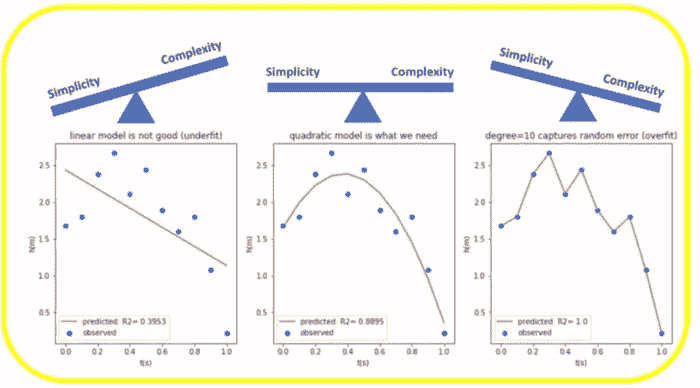 Simplicity Complexity
Simplicity Complexity
Simplicity Complexity
linear model is not good (underfit)
2.5
2.0
1.5
1.0
0.5
h(m)
predicted: R2= 0.3953
observed
0.0 0.2 0.4 0.6 0.8 1.0
t(s)
quadratic model is what we need
2.5
2.0
1.5
1.0
0.5
h(m)
predicted: R2= 0.8895
observed
0.0 0.2 0.4 0.6 0.8 1.0
t(s)
degree=10 captures random error (overfit)
2.5
2.0
1.5
1.0
0.5
h(m)
predicted: R2= 1.0
observed
0.0 0.2 0.4 0.6 0.8 1.0
t(s)